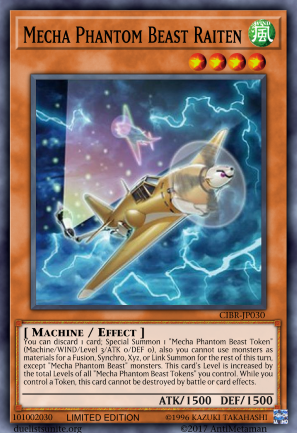 Mecha Phantom Beast Raiten
WIND
風
CIBR-JP030
[ Machine / Effect ]
You can discard 1 card; Special Summon 1 "Mecha Phantom Beast Token"
(Machine/WIND/Level 3/ATK 0/DEF 0), also you cannot use monsters as
materials for a Fusion, Synchro, Xyz, or Link Summon for the rest of this turn,
except "Mecha Phantom Beast" monsters. This card's Level is increased by
the total Levels of all "Mecha Phantom Beast Tokens" you control. While you
control a Token, this card cannot be destroyed by battle or card effects.
ATK/1500 DEF/1500
101002030 LIMITED EDITION ©1996 KAZUKI TAKAHASHI
duelistsunite.org ©2017 AntiMetaman